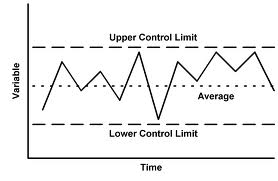 Upper Control Limit
Variable
Average
Lower Control Limit
Time